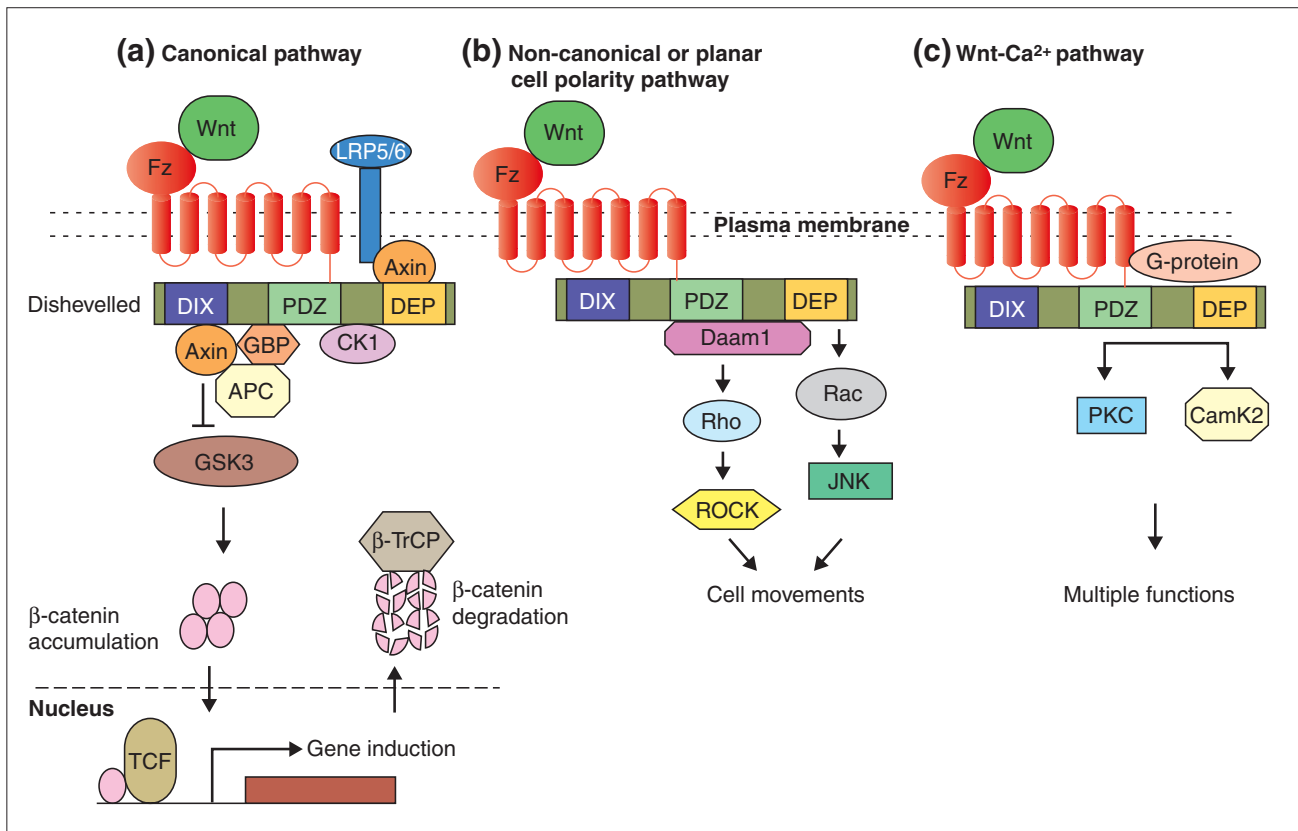 (a) Canonical pathway
Wnt
Fz
LRP5/6
Axin
Dishevelled
DIX
PDZ
DEP
Axin
GBP
CK1
APC
GSK3
β-catenin
accumulation
β-TrCP
β-catenin
degradation
Nucleus
TCF
Gene induction
(b) Non-canonical or planar
cell polarity pathway
Wnt
Fz
Plasma membrane
DIX
PDZ
DEP
Daam1
Rho
Rac
ROCK
JNK
Cell movements
(c) Wnt-Ca²⁺ pathway
Wnt
Fz
G-protein
DIX
PDZ
DEP
PKC
CamK2
Multiple functions